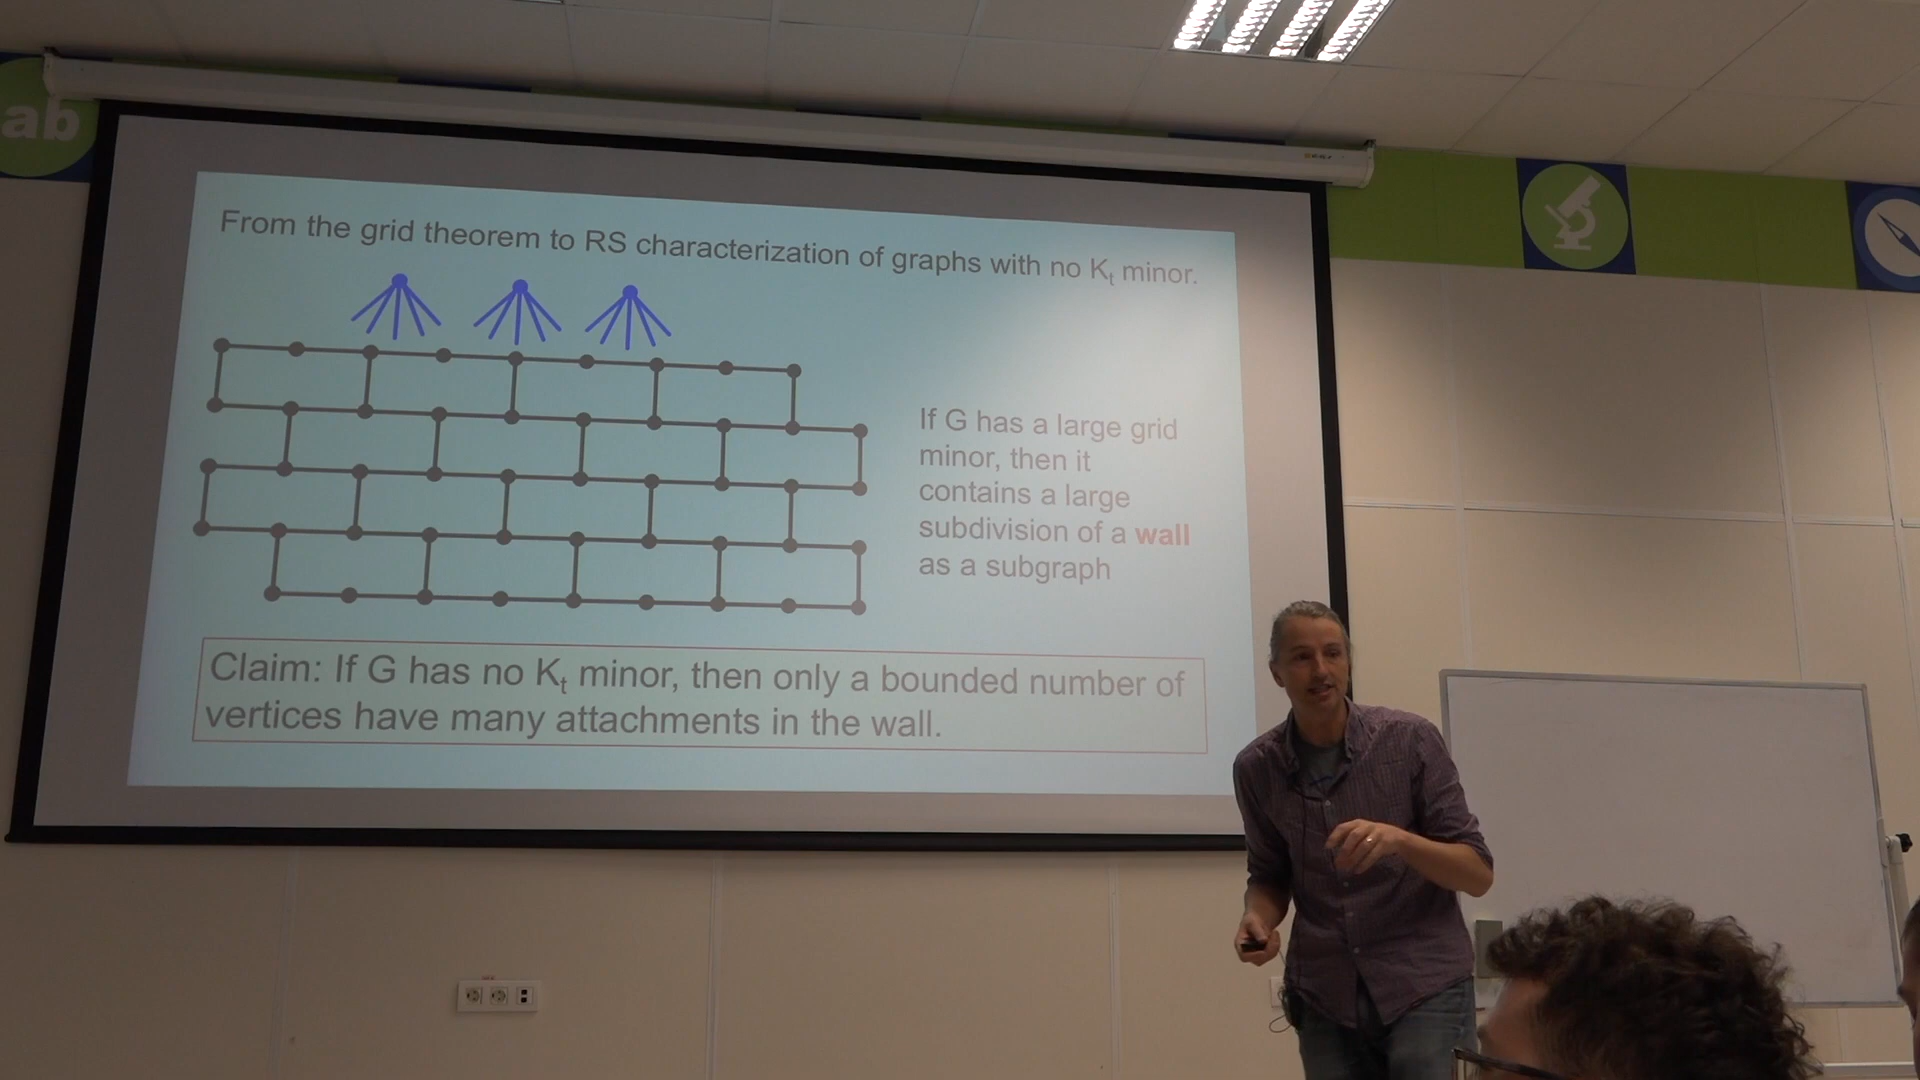 ab
From the grid theorem to RS characterization of graphs with no Kt minor.
If G has a large grid
minor, then it
contains a large
subdivision of a wall
as a subgraph
Claim: If G has no Kt minor, then only a bounded number of
vertices have many attachments in the wall.